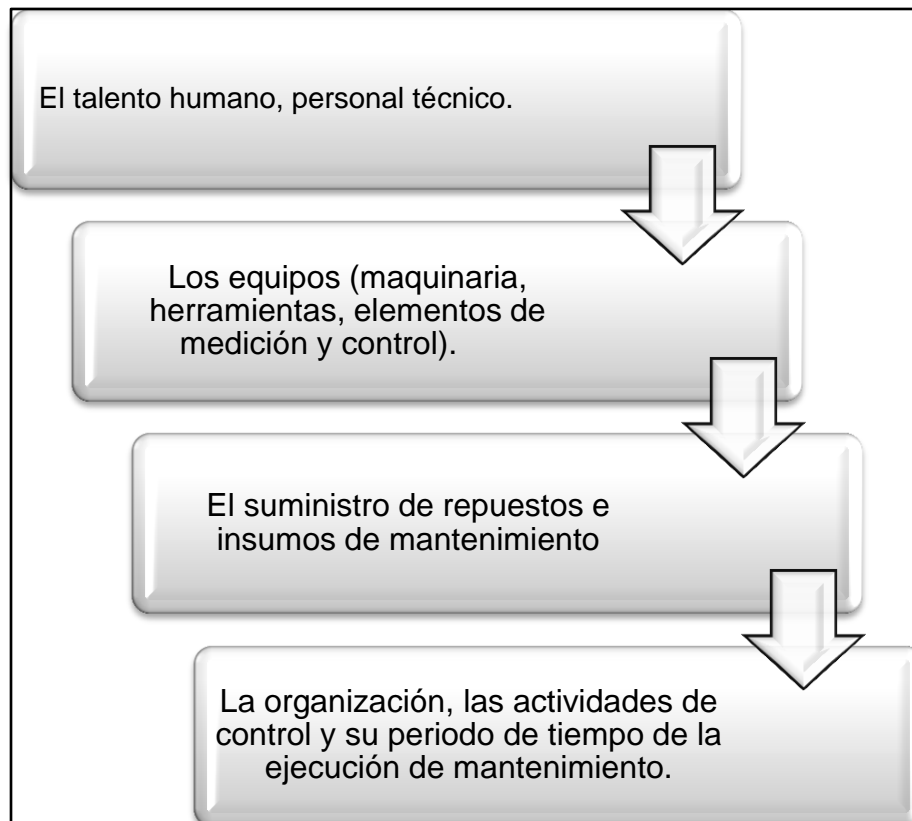 El talento humano, personal técnico.
Los equipos (maquinaria,
herramientas, elementos de
medición y control).
El suministro de repuestos e
insumos de mantenimiento
La organización, las actividades de
control y su periodo de tiempo de la
ejecución de mantenimiento.